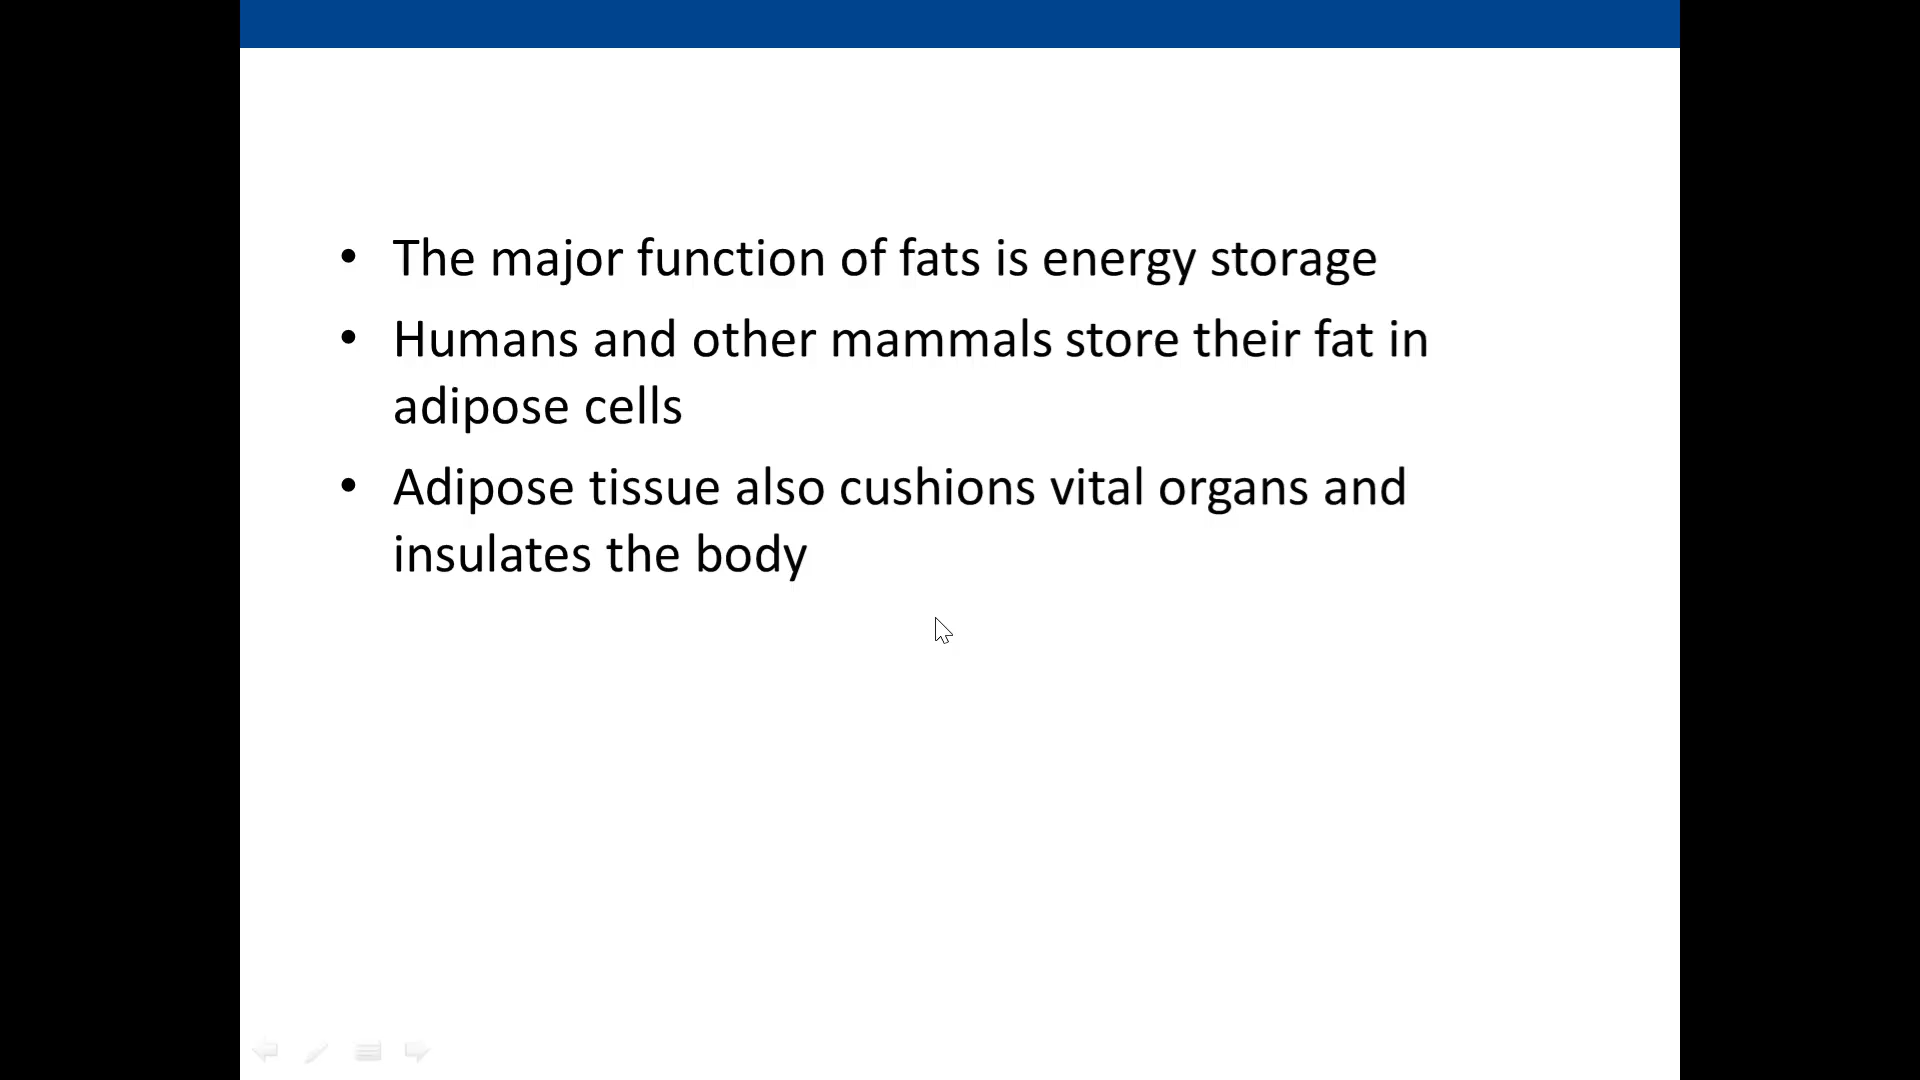 • The major function of fats is energy storage
• Humans and other mammals store their fat in
adipose cells
• Adipose tissue also cushions vital organs and
insulates the body